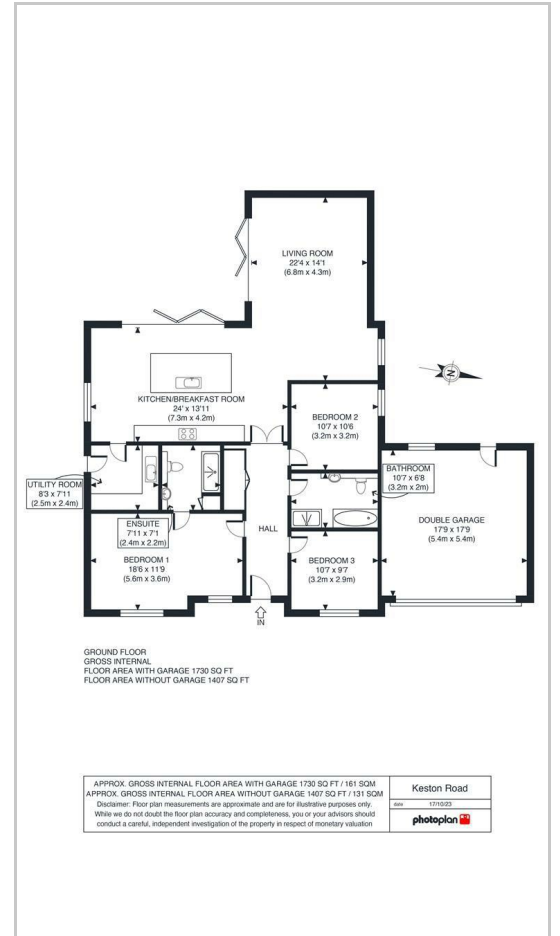 LIVING ROOM
22'4 x 14'1
(6.8m x 4.3m)
KITCHEN/BREAKFAST ROOM
24' x 13'11
(7.3m x 4.2m)
N
BEDROOM 2
10'7 x 10'6
(3.2m x 3.2m)
UTILITY ROOM
8'3 x 7'11
(2.5m x 2.4m)
BATHROOM
10'7 x 6'8
(3.2m x 2m)
ENSUITE
7'11 x 7'1
(2.4m x 2.2m)
HALL
DOUBLE GARAGE
17'9 x 17'9
(5.4m x 5.4m)
BEDROOM 1
18'6 x 11'9
(5.6m x 3.6m)
BEDROOM 3
10'7 x 9'7
(3.2m x 2.9m)
IN
GROUND FLOOR
GROSS INTERNAL
FLOOR AREA WITH GARAGE 1730 SQ FT
FLOOR AREA WITHOUT GARAGE 1407 SQ FT
APPROX. GROSS INTERNAL FLOOR AREA WITH GARAGE 1730 SQ FT / 161 SQM
APPROX. GROSS INTERNAL FLOOR AREA WITHOUT GARAGE 1407 SQ FT / 131 SQM
Disclaimer: Floor plan measurements are approximate and are for illustrative purposes only.
While we do not doubt the floor plan accuracy and completeness, you or your advisors should
conduct a careful, independent investigation of the property in respect of monetary valuation
Keston Road
date 17/10/23
photoplan